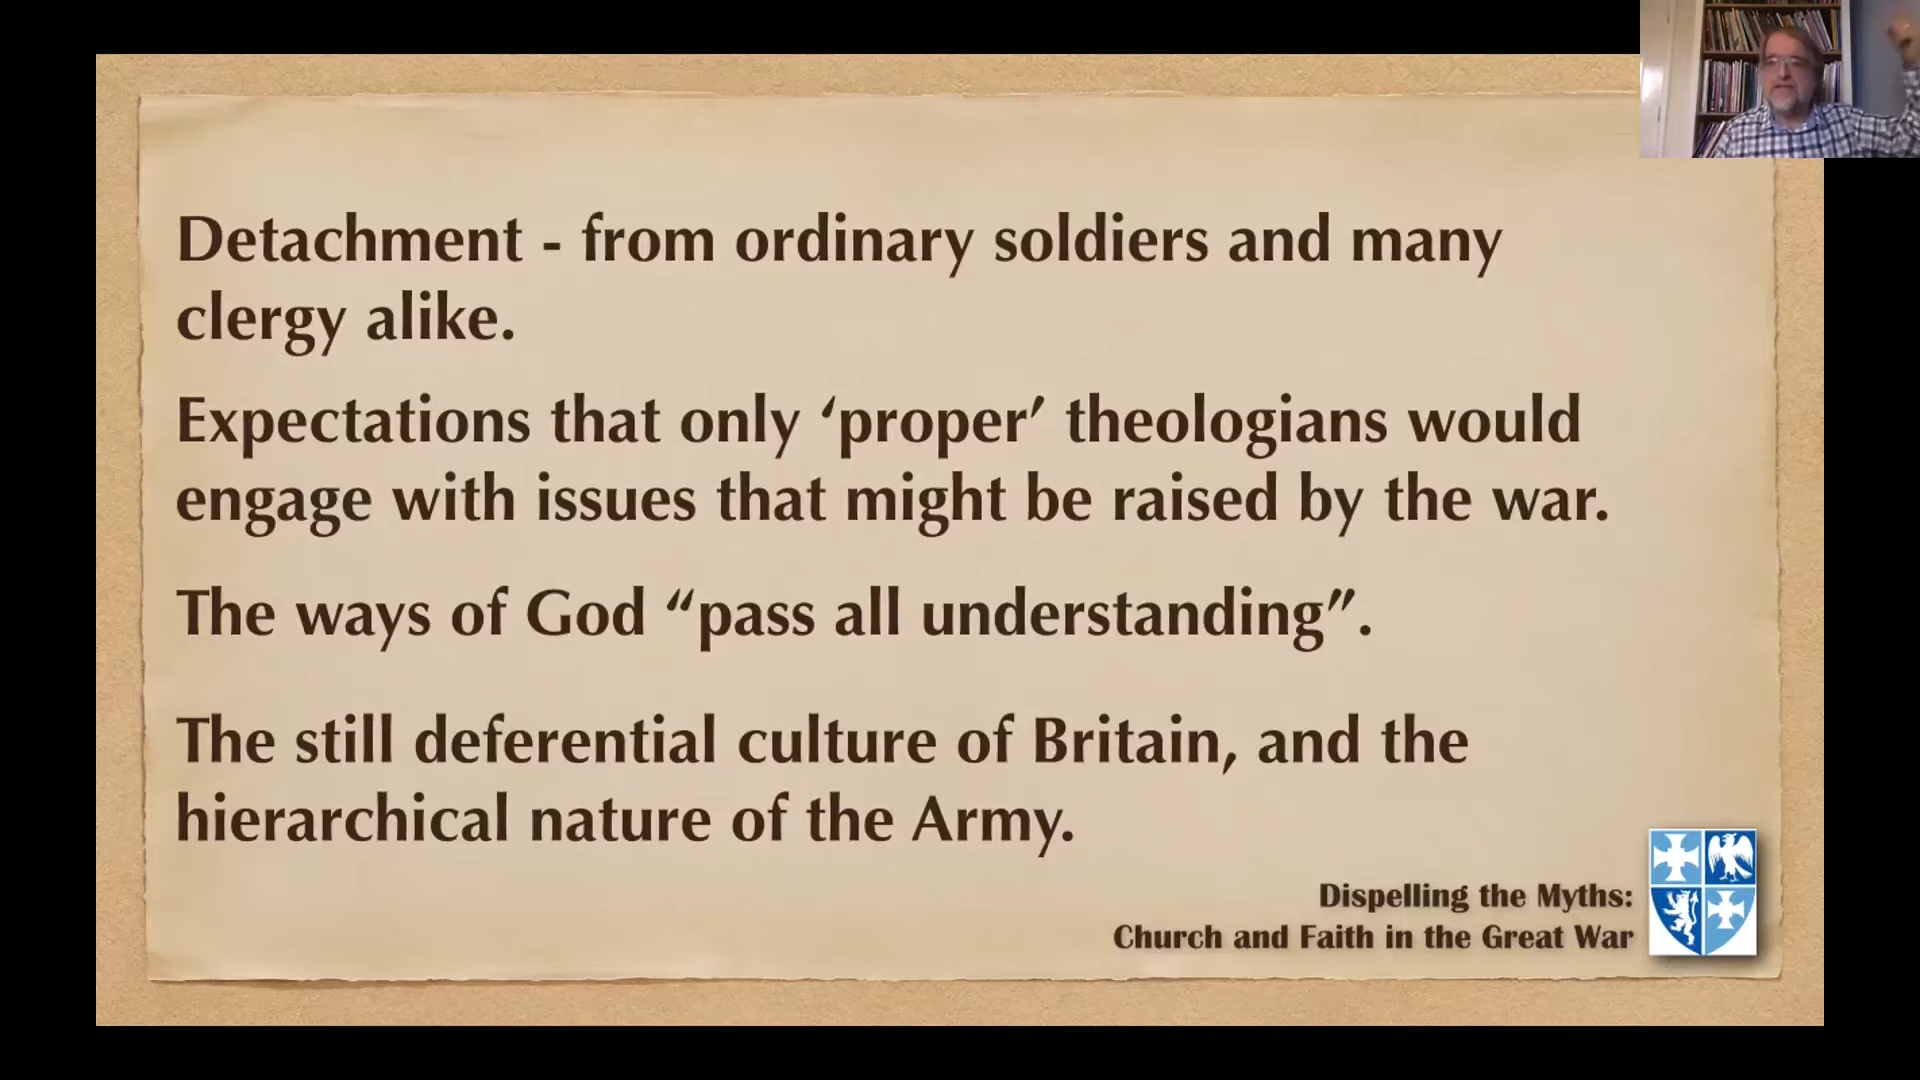 Detachment - from ordinary soldiers and many
clergy alike.
Expectations that only ‘proper’ theologians would
engage with issues that might be raised by the war.
The ways of God “pass all understanding”.
The still deferential culture of Britain, and the
hierarchical nature of the Army.
Dispelling the Myths:
Church and Faith in the Great War